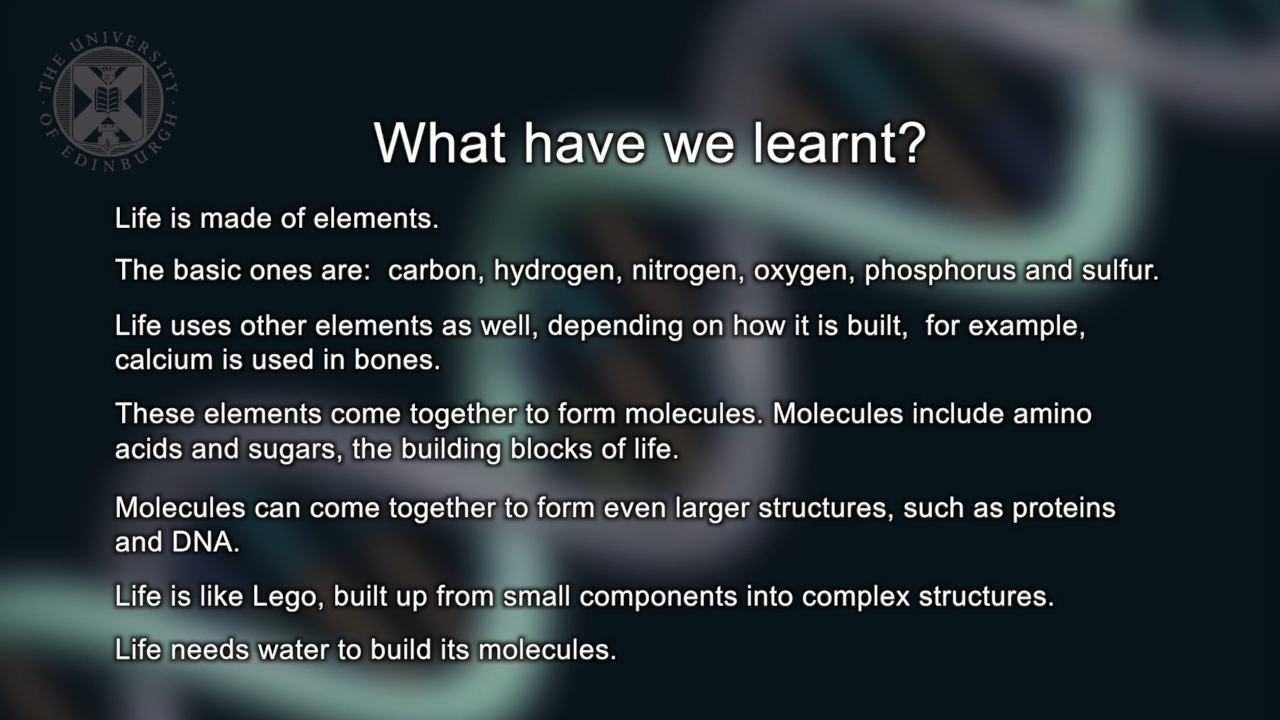 THE UNIVERSITY OF EDINBURGH
What have we learnt?
Life is made of elements.
The basic ones are:  carbon, hydrogen, nitrogen, oxygen, phosphorus and sulfur.
Life uses other elements as well, depending on how it is built,  for example,
calcium is used in bones.
These elements come together to form molecules. Molecules include amino
acids and sugars, the building blocks of life.
Molecules can come together to form even larger structures, such as proteins
and DNA.
Life is like Lego, built up from small components into complex structures.
Life needs water to build its molecules.